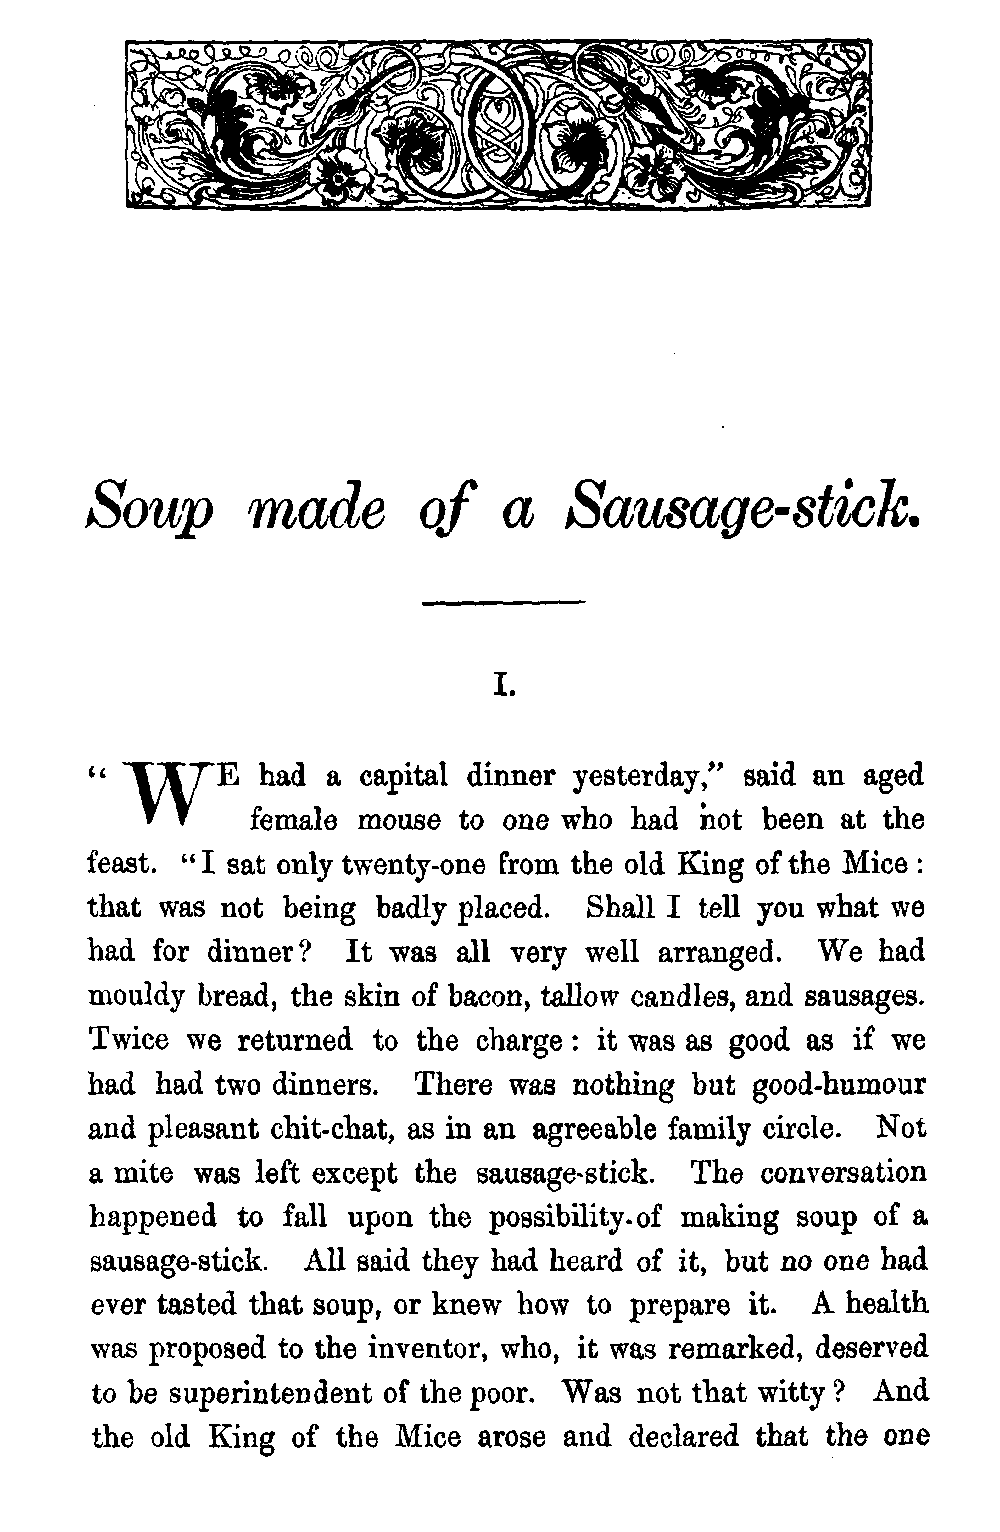 Soup made of a Sausage-stick.
I.
“WE had a capital dinner yesterday,” said an aged
female mouse to one who had not been at the
feast. “I sat only twenty-one from the old King of the Mice :
that was not being badly placed. Shall I tell you what we
had for dinner? It was all very well arranged. We had
mouldy bread, the skin of bacon, tallow candles, and sausages.
Twice we returned to the charge : it was as good as if we
had had two dinners. There was nothing but good-humour
and pleasant chit-chat, as in an agreeable family circle. Not
a mite was left except the sausage-stick. The conversation
happened to fall upon the possibility of making soup of a
sausage-stick. All said they had heard of it, but no one had
ever tasted that soup, or knew how to prepare it. A health
was proposed to the inventor, who, it was remarked, deserved
to be superintendent of the poor. Was not that witty ? And
the old King of the Mice arose and declared that the one